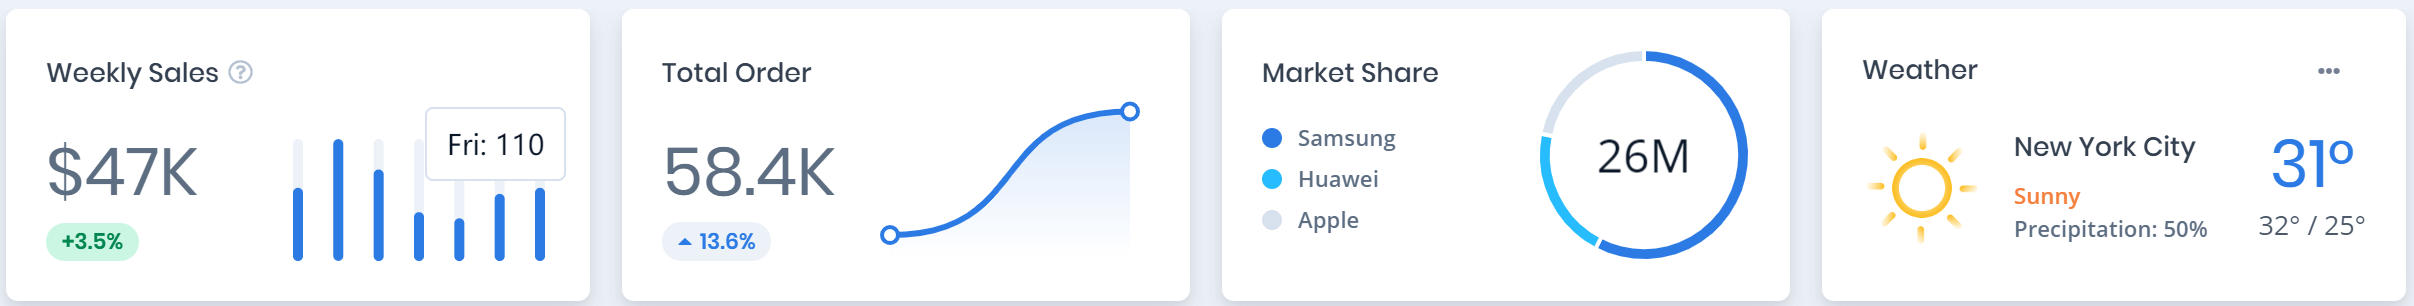 Weekly Sales ?
$47K
+3.5%
Fri: 110
Total Order
58.4K
13.6%
Market Share
Samsung
Huawei
Apple
26M
Weather
New York City
Sunny
Precipitation: 50%
31°
32° / 25°